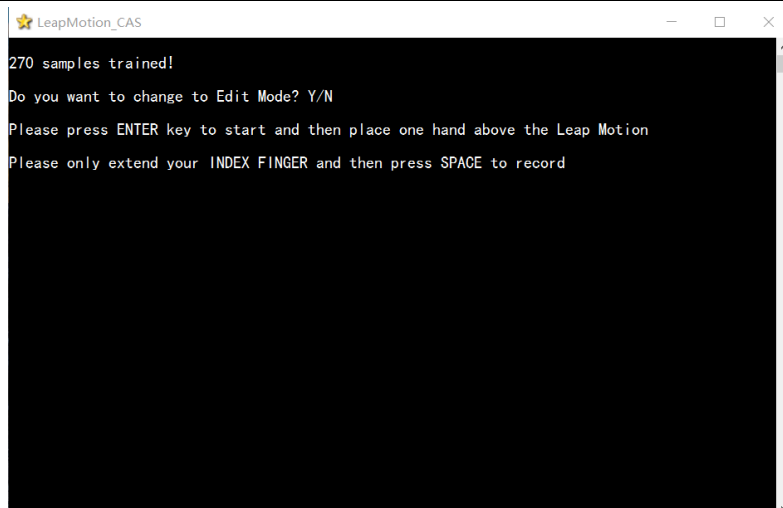 LeapMotion_CAS
270 samples trained!
Do you want to change to Edit Mode? Y/N
Please press ENTER key to start and then place one hand above the Leap Motion
Please only extend your INDEX FINGER and then press SPACE to record